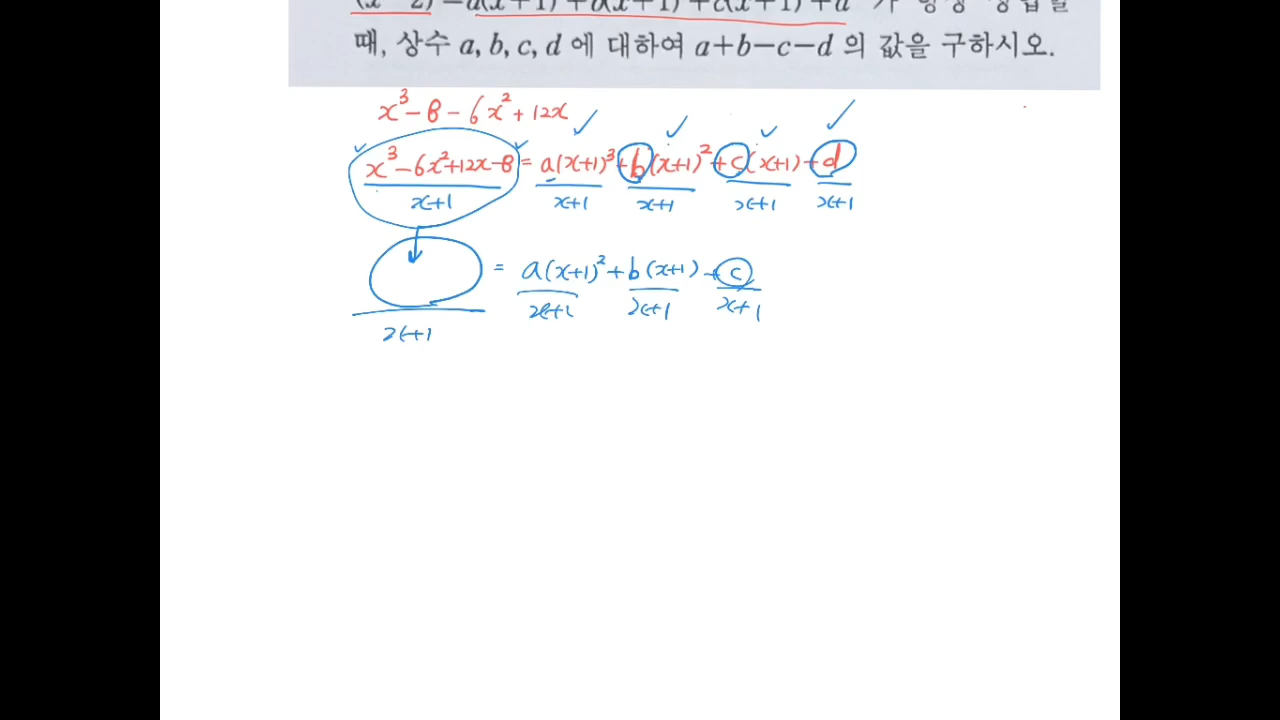 때, 상수 a, b, c, d 에 대하여 a+b−c−d 의 값을 구하시오.
x³−8−6x²+12x
x³−6x²+12x−8 = a(x+1)³+b(x+1)²+c(x+1)+d
x+1 x+1 x+1 x+1 x+1
= a(x+1)²+b(x+1)+c
x+1 x+1 x+1 x+1